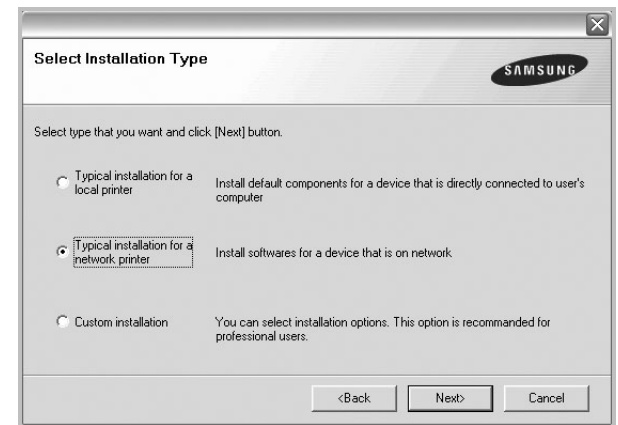 Select Installation Type
SAMSUNG
Select type that you want and click [Next] button.
Typical installation for a
local printer
Install default components for a device that is directly connected to user's
computer
Typical installation for a
network printer
Install softwares for a device that is on network
Custom installation
You can select installation options. This option is recommanded for
professional users.
<Back
Next>
Cancel